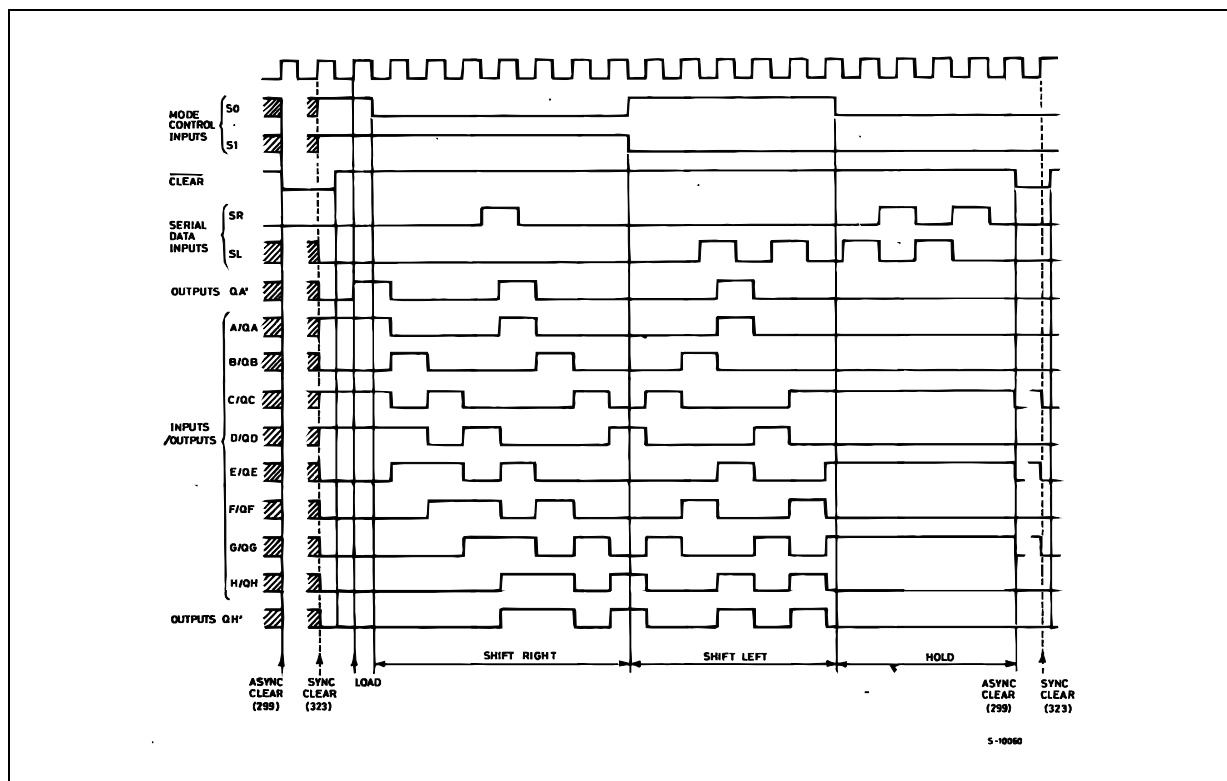 MODE
CONTROL
INPUTS
S0
S1
CLEAR
SERIAL
DATA
INPUTS
SR
SL
OUTPUTS QA'
A/QA
B/QB
C/QC
INPUTS
/OUTPUTS
D/QD
E/QE
F/QF
G/QG
H/QH
OUTPUTS QH'
SHIFT RIGHT
SHIFT LEFT
HOLD
ASYNC
CLEAR
(299)
SYNC
CLEAR
(323)
LOAD
ASYNC
CLEAR
(299)
SYNC
CLEAR
(323)
S-10060